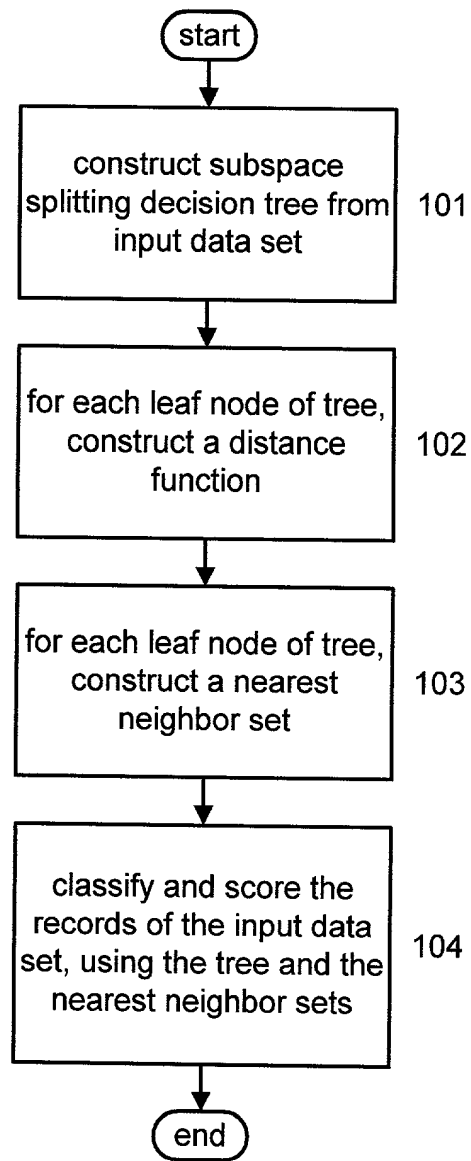 start
construct subspace
splitting decision tree from
input data set
101
for each leaf node of tree,
construct a distance
function
102
for each leaf node of tree,
construct a nearest
neighbor set
103
classify and score the
records of the input data
set, using the tree and the
nearest neighbor sets
104
end